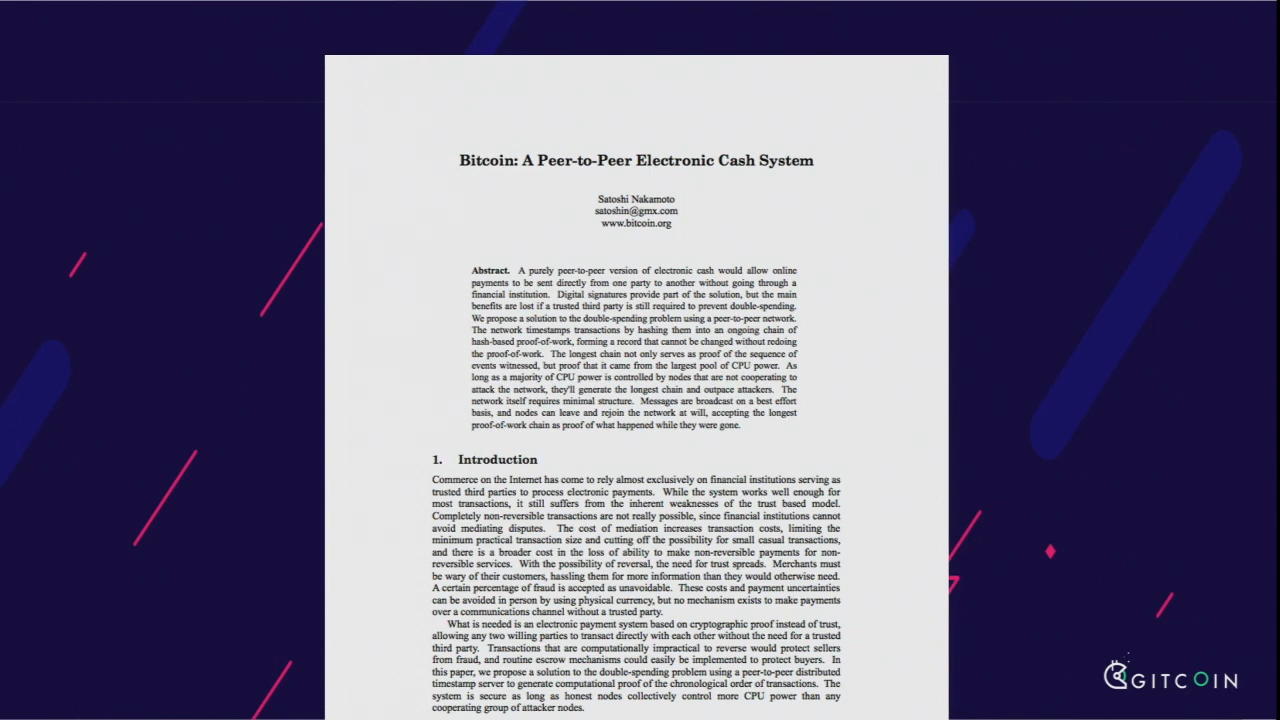 Bitcoin: A Peer-to-Peer Electronic Cash System
Satoshi Nakamoto
satoshin@gmx.com
www.bitcoin.org
Abstract. A purely peer-to-peer version of electronic cash would allow online
payments to be sent directly from one party to another without going through a
financial institution. Digital signatures provide part of the solution, but the main
benefits are lost if a trusted third party is still required to prevent double-spending.
We propose a solution to the double-spending problem using a peer-to-peer network.
The network timestamps transactions by hashing them into an ongoing chain of
hash-based proof-of-work, forming a record that cannot be changed without redoing
the proof-of-work. The longest chain not only serves as proof of the sequence of
events witnessed, but proof that it came from the largest pool of CPU power. As
long as a majority of CPU power is controlled by nodes that are not cooperating to
attack the network, they'll generate the longest chain and outpace attackers. The
network itself requires minimal structure. Messages are broadcast on a best effort
basis, and nodes can leave and rejoin the network at will, accepting the longest
proof-of-work chain as proof of what happened while they were gone.
1. Introduction
Commerce on the Internet has come to rely almost exclusively on financial institutions serving as
trusted third parties to process electronic payments. While the system works well enough for
most transactions, it still suffers from the inherent weaknesses of the trust based model.
Completely non-reversible transactions are not really possible, since financial institutions cannot
avoid mediating disputes. The cost of mediation increases transaction costs, limiting the
minimum practical transaction size and cutting off the possibility for small casual transactions,
and there is a broader cost in the loss of ability to make non-reversible payments for non-
reversible services. With the possibility of reversal, the need for trust spreads. Merchants must
be wary of their customers, hassling them for more information than they would otherwise need.
A certain percentage of fraud is accepted as unavoidable. These costs and payment uncertainties
can be avoided in person by using physical currency, but no mechanism exists to make payments
over a communications channel without a trusted party.
What is needed is an electronic payment system based on cryptographic proof instead of trust,
allowing any two willing parties to transact directly with each other without the need for a trusted
third party. Transactions that are computationally impractical to reverse would protect sellers
from fraud, and routine escrow mechanisms could easily be implemented to protect buyers. In
this paper, we propose a solution to the double-spending problem using a peer-to-peer distributed
timestamp server to generate computational proof of the chronological order of transactions. The
system is secure as long as honest nodes collectively control more CPU power than any
cooperating group of attacker nodes.
GITCOIN